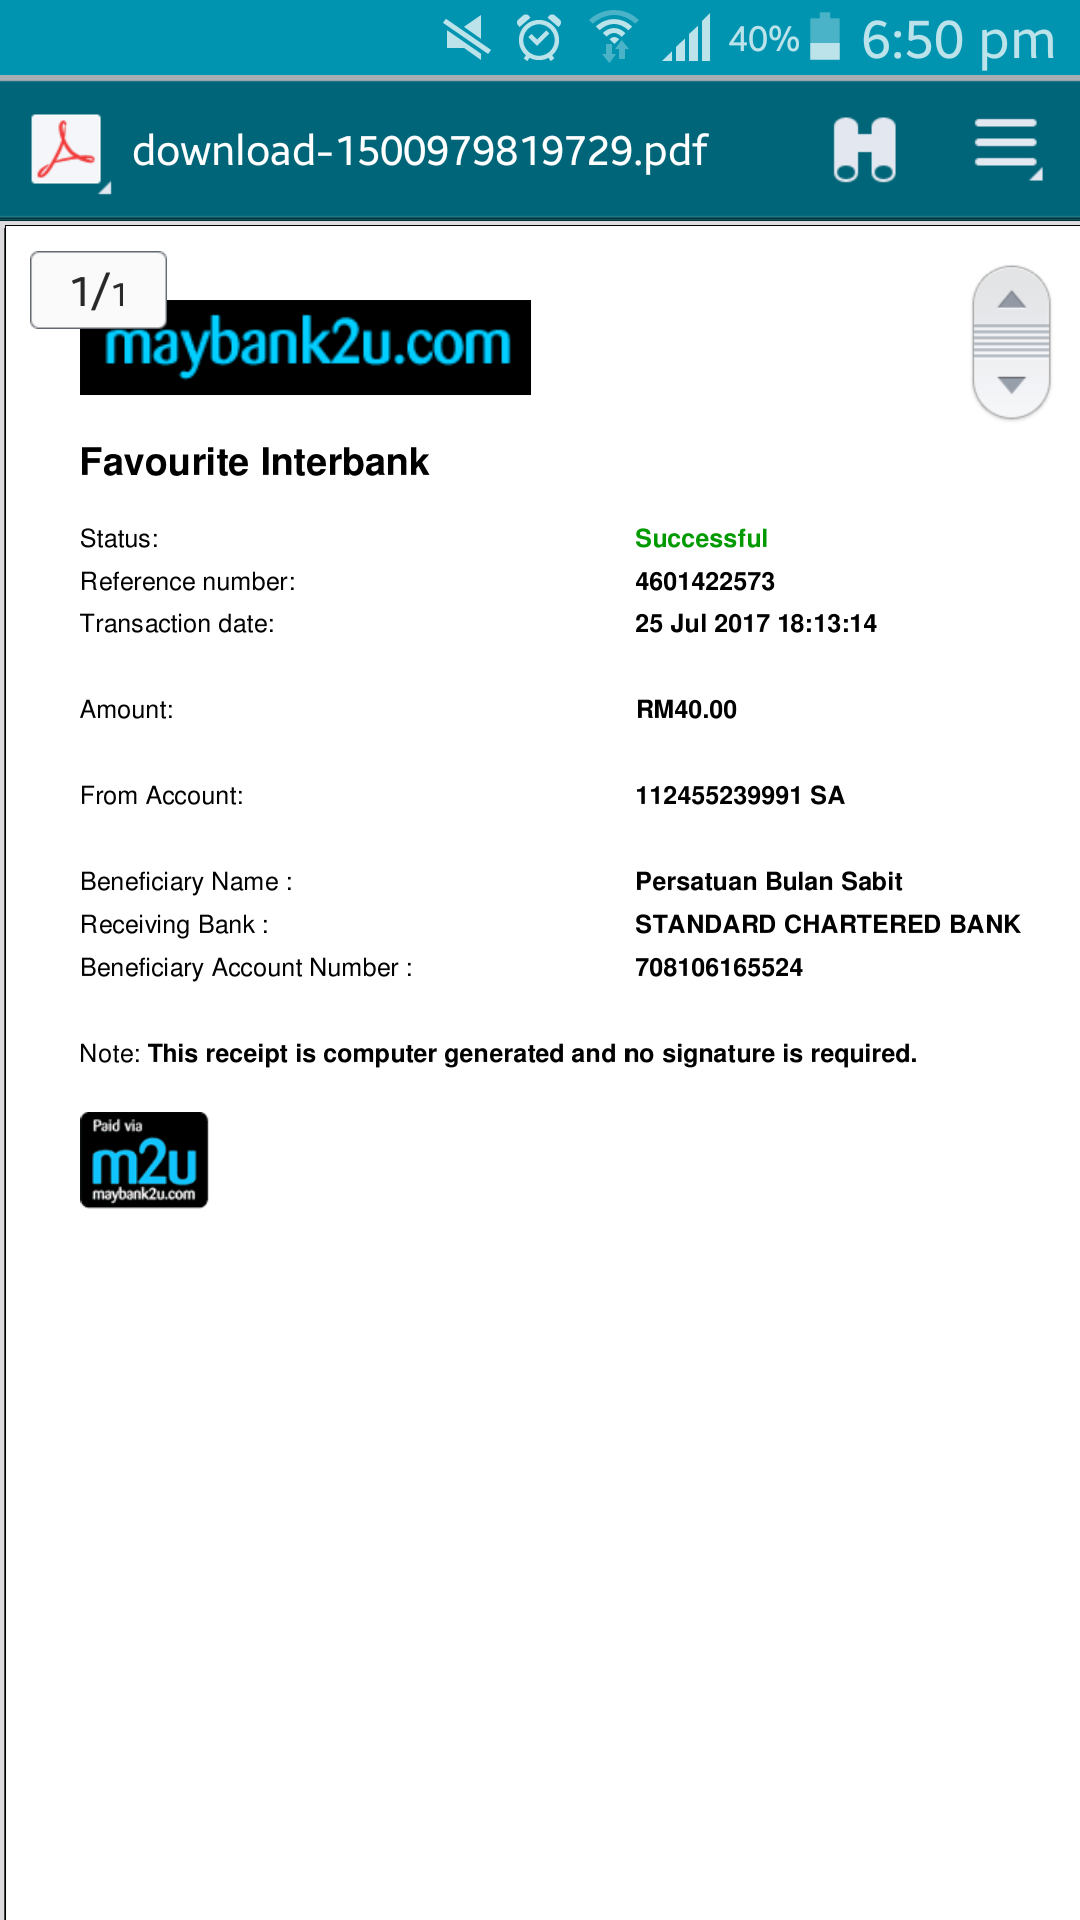 40% 6:50 pm
download-1500979819729.pdf
1/1
maybank2u.com
Favourite Interbank
Status: Successful
Reference number: 4601422573
Transaction date: 25 Jul 2017 18:13:14
Amount: RM40.00
From Account: 112455239991 SA
Beneficiary Name : Persatuan Bulan Sabit
Receiving Bank : STANDARD CHARTERED BANK
Beneficiary Account Number : 708106165524
Note: This receipt is computer generated and no signature is required.
Paid via
m2u
maybank2u.com